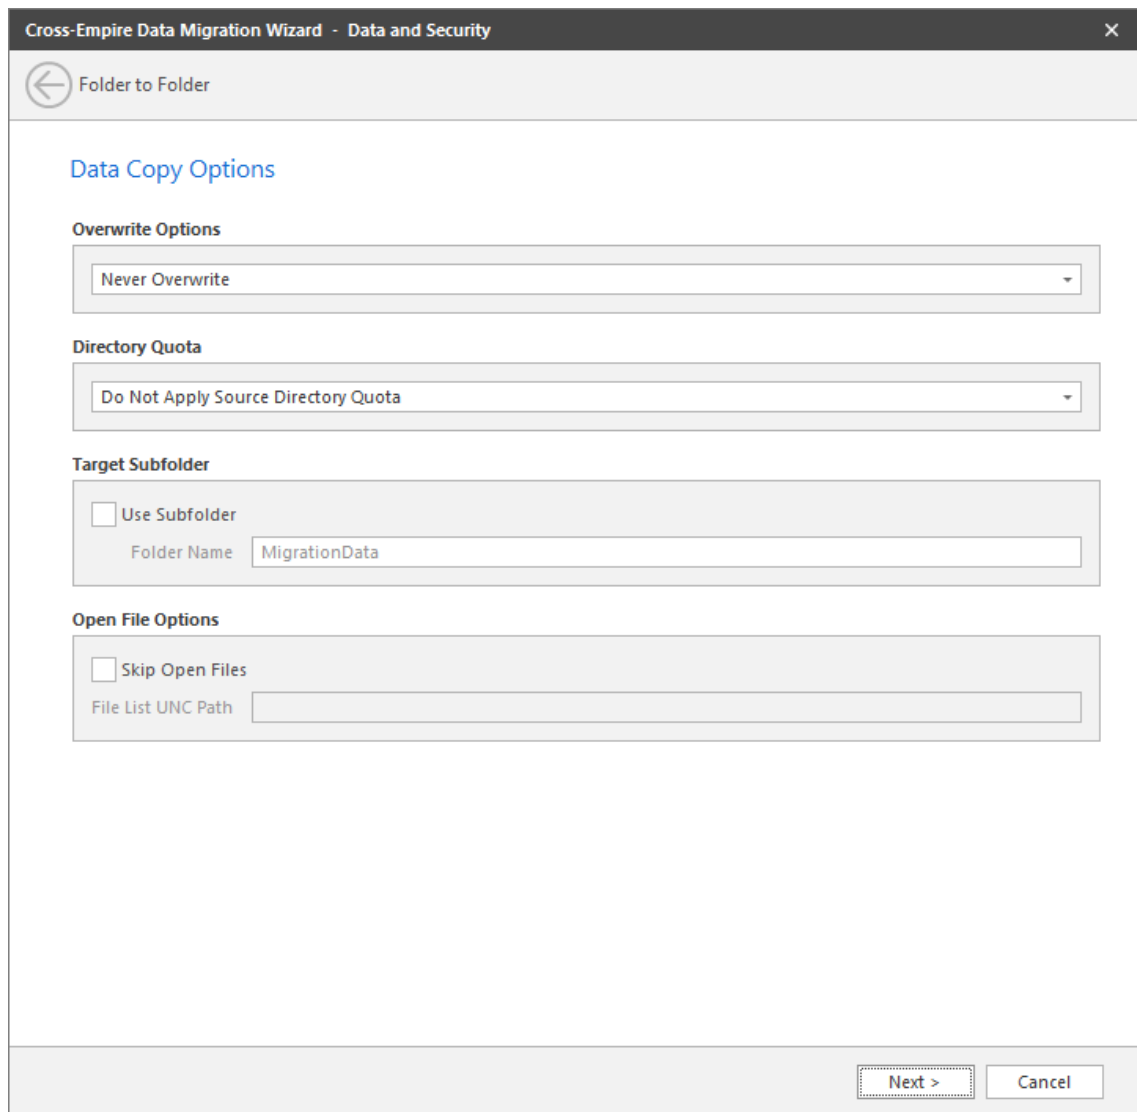 Cross-Empire Data Migration Wizard - Data and Security
Folder to Folder
Data Copy Options
Overwrite Options
Never Overwrite
Directory Quota
Do Not Apply Source Directory Quota
Target Subfolder
Use Subfolder
Folder Name MigrationData
Open File Options
Skip Open Files
File List UNC Path
Next > Cancel